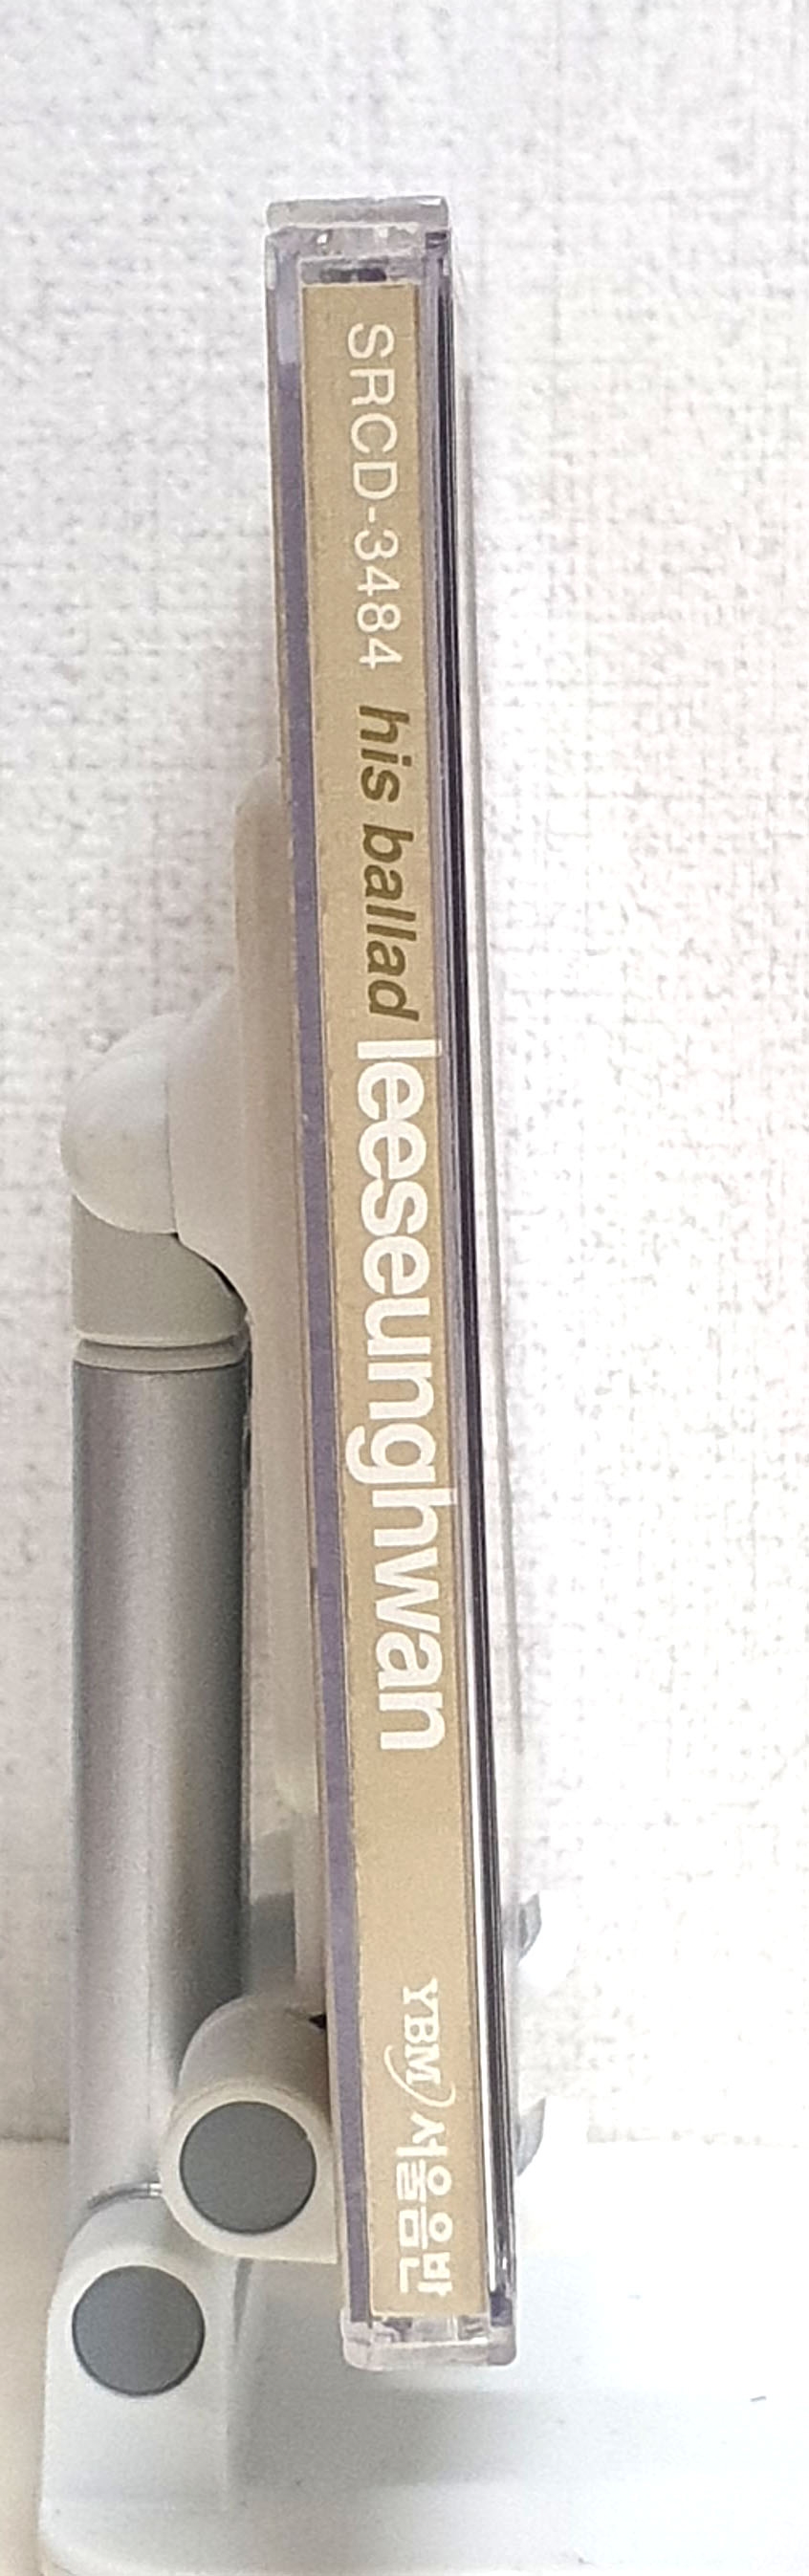 SRCD-3484 his ballad leeseunghwan YBM 서울음반